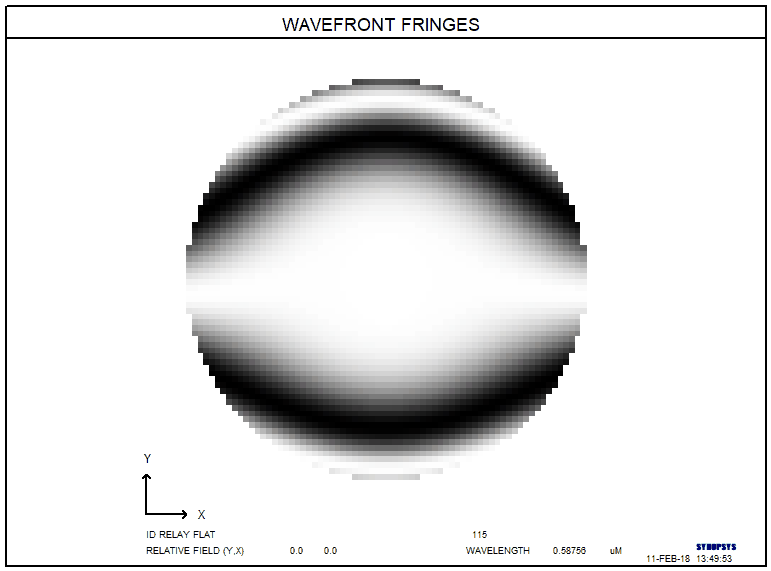 WAVEFRONT FRINGES
Y
X
ID RELAY FLAT 115
RELATIVE FIELD (Y,X) 0.0 0.0 WAVELENGTH 0.58756 uM
SYNOPSYS
11-FEB-18 13:49:53